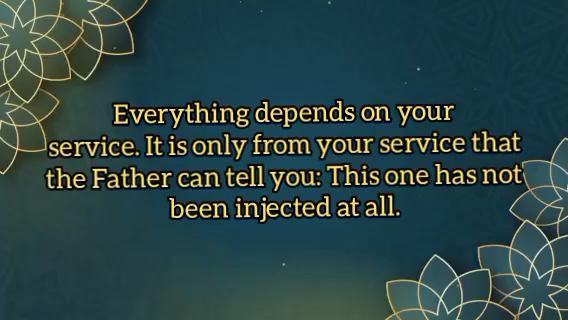 Everything depends on your
service. It is only from your service that
the Father can tell you: This one has not
been injected at all.